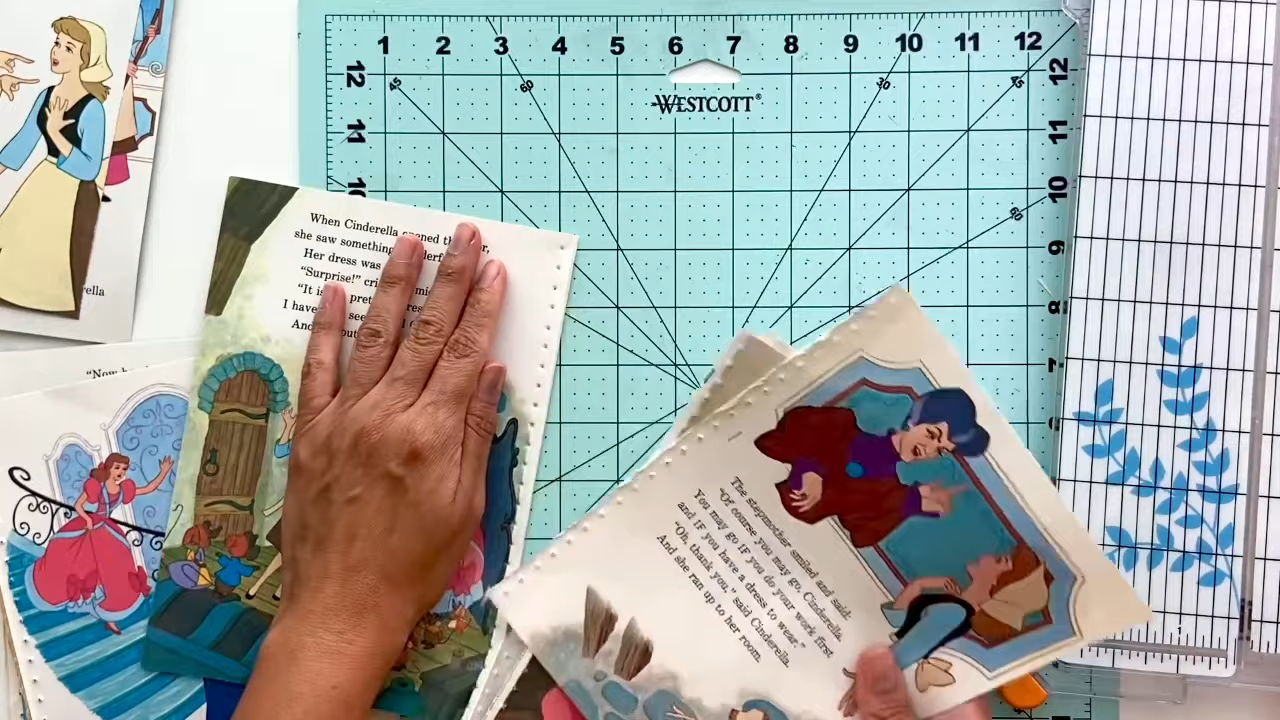 1 2 3 4 5 6 7 8 9 10 11 12
12 45 60 30 45 12
WESTCOTT®
11 11
10 10
60
9
8
7
When Cinderella opened the
she saw something
Her dress was
"Surprise!"
"It
I have see
And
rella
"Now
The stepmother smiled and said:
"Of course you may go, Cinderella.
You may go IF you do your work first,
and IF you have a dress to wear."
"Oh, thank you," said Cinderella.
And she ran up to her room.